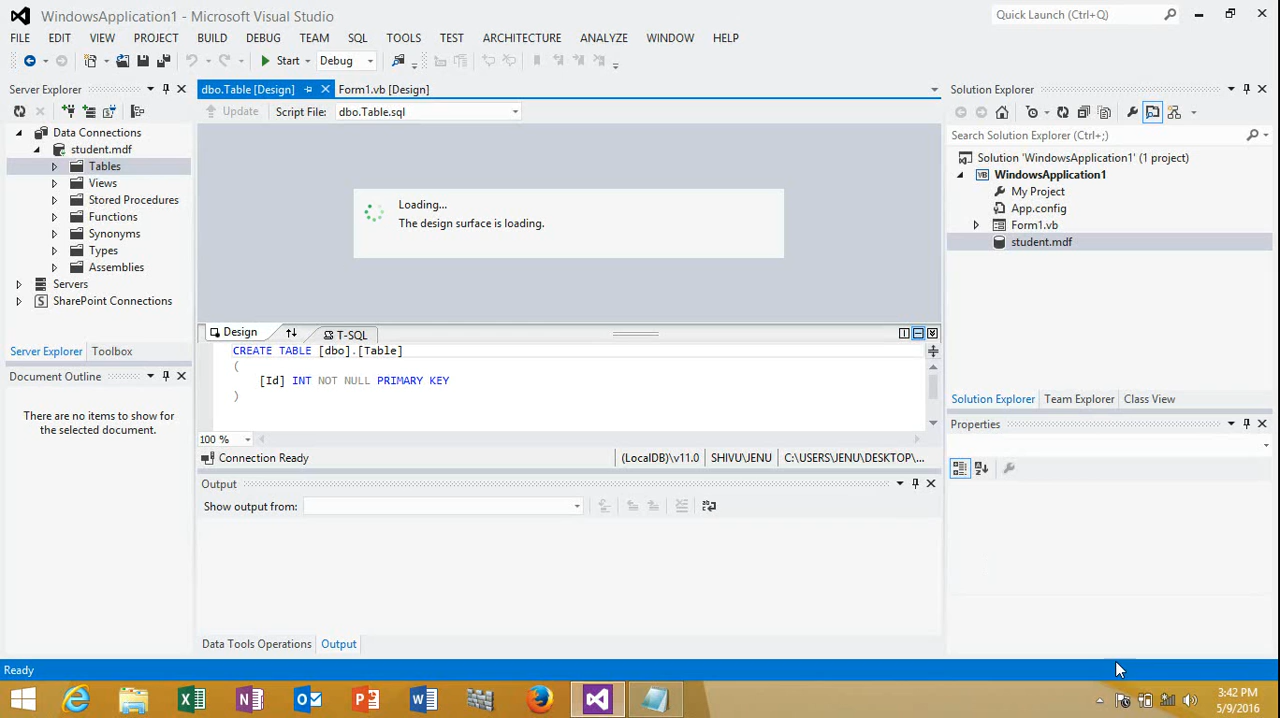 WindowsApplication1 - Microsoft Visual Studio
Quick Launch (Ctrl+Q)
FILE EDIT VIEW PROJECT BUILD DEBUG TEAM SQL TOOLS TEST ARCHITECTURE ANALYZE WINDOW HELP
Start Debug
Server Explorer
Data Connections
student.mdf
Tables
Views
Stored Procedures
Functions
Synonyms
Types
Assemblies
Servers
SharePoint Connections
Server Explorer Toolbox
Document Outline
There are no items to show for
the selected document.
dbo.Table [Design] Form1.vb [Design]
Update Script File: dbo.Table.sql
Loading...
The design surface is loading.
Design T-SQL
CREATE TABLE [dbo].[Table]
(
[Id] INT NOT NULL PRIMARY KEY
)
100 %
Connection Ready (LocalDB)\v11.0 SHIVU\JENU C:\USERS\JENU\DESKTOP\...
Output
Show output from:
Data Tools Operations Output
Solution Explorer
Search Solution Explorer (Ctrl+;)
Solution 'WindowsApplication1' (1 project)
VB WindowsApplication1
My Project
App.config
Form1.vb
student.mdf
Solution Explorer Team Explorer Class View
Properties
Ready
3:42 PM
5/9/2016